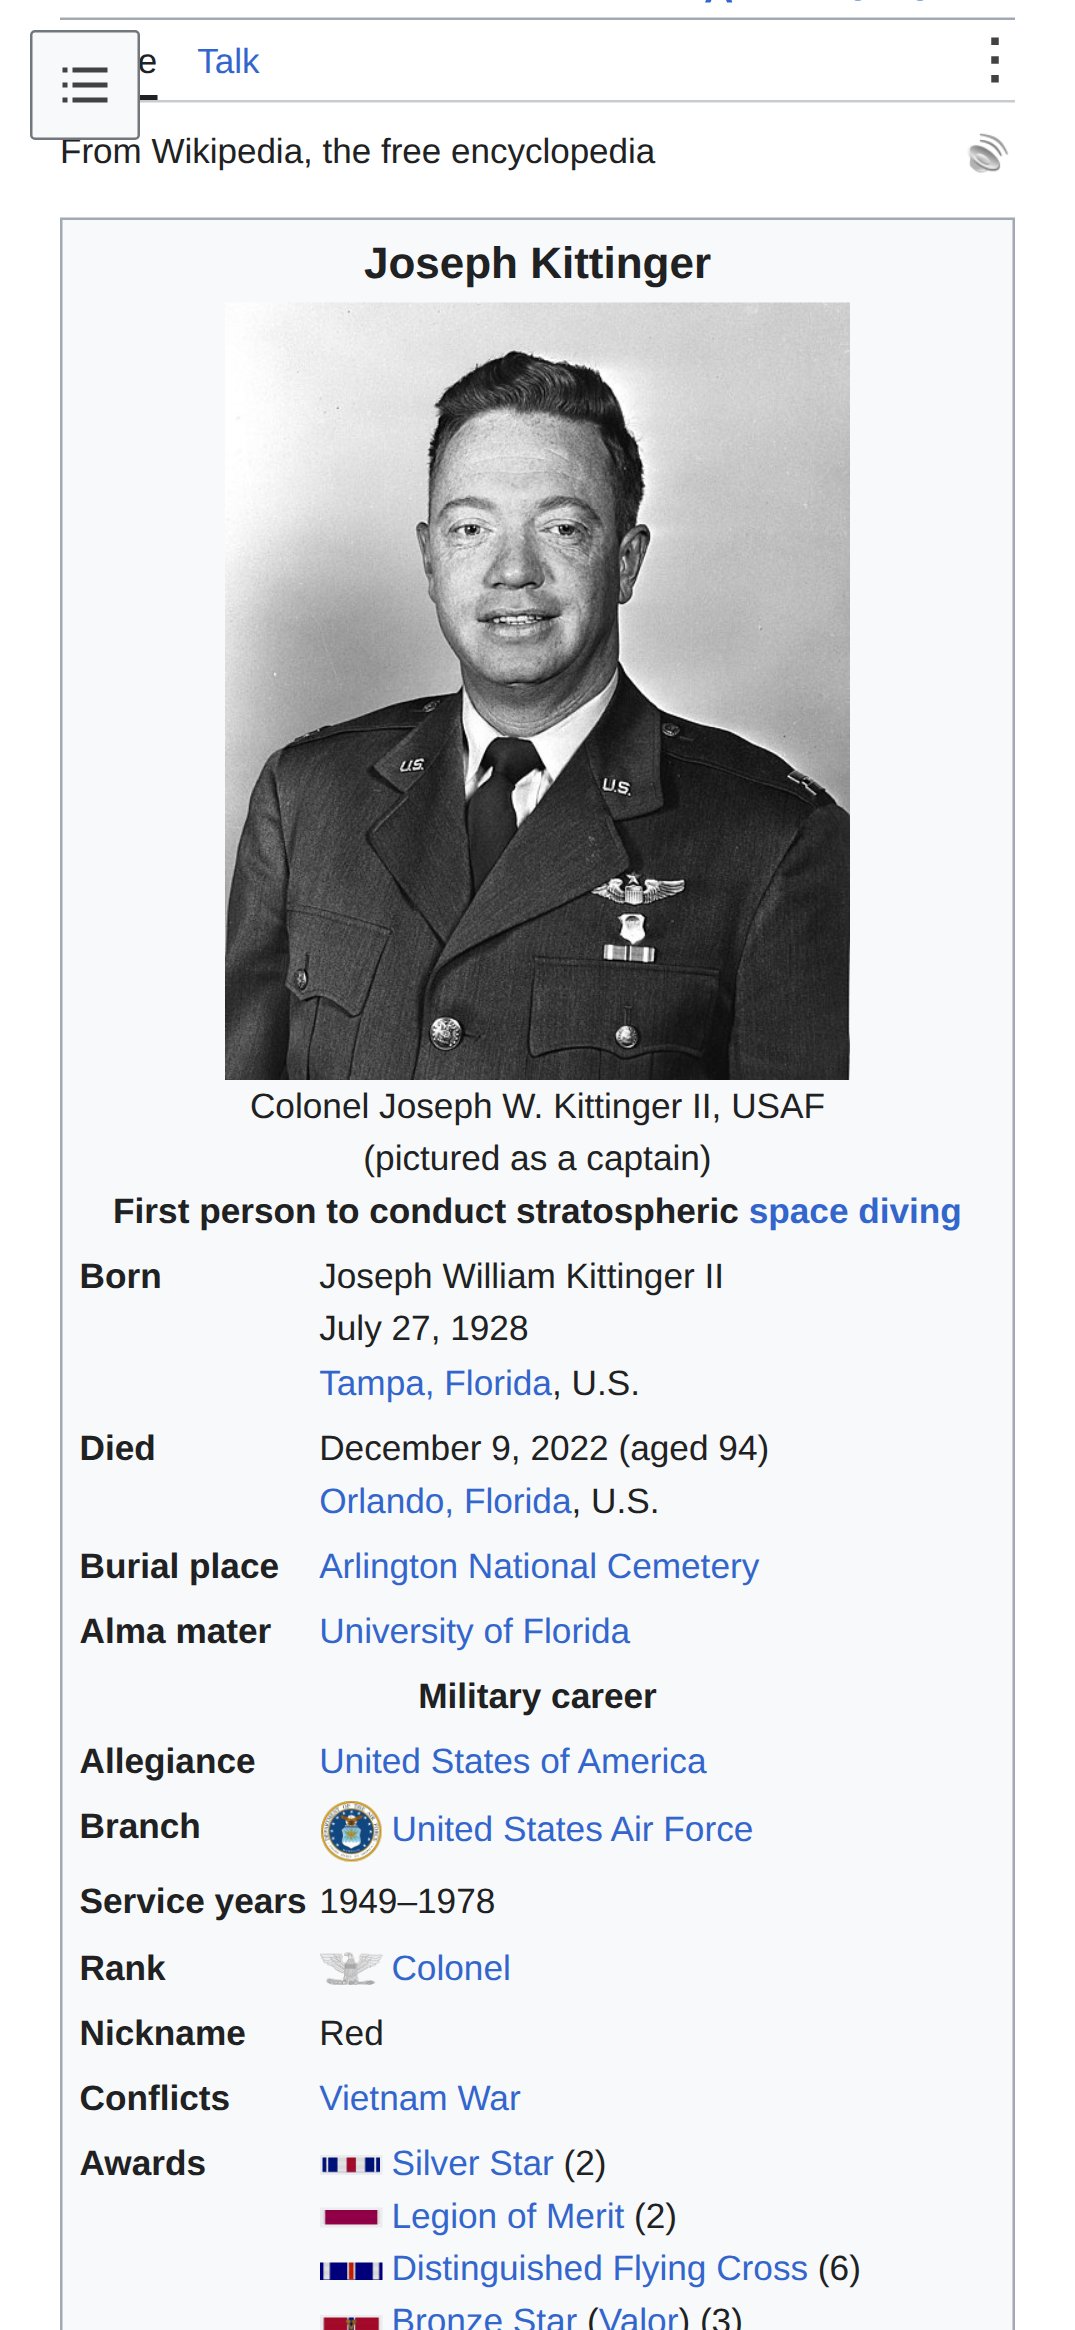 e Talk
From Wikipedia, the free encyclopedia
Joseph Kittinger
U.S. U.S.
Colonel Joseph W. Kittinger II, USAF
(pictured as a captain)
First person to conduct stratospheric space diving
Born Joseph William Kittinger II
July 27, 1928
Tampa, Florida, U.S.
Died December 9, 2022 (aged 94)
Orlando, Florida, U.S.
Burial place Arlington National Cemetery
Alma mater University of Florida
Military career
Allegiance United States of America
Branch United States Air Force
Service years 1949–1978
Rank Colonel
Nickname Red
Conflicts Vietnam War
Awards Silver Star (2)
Legion of Merit (2)
Distinguished Flying Cross (6)
Bronze Star (Valor) (3)